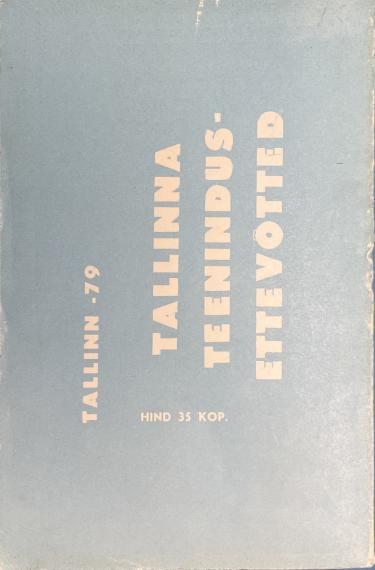 TALLINN -79
TALLINNA
TEENINDUS-
ETTEVÕTTED
HIND 35 KOP.